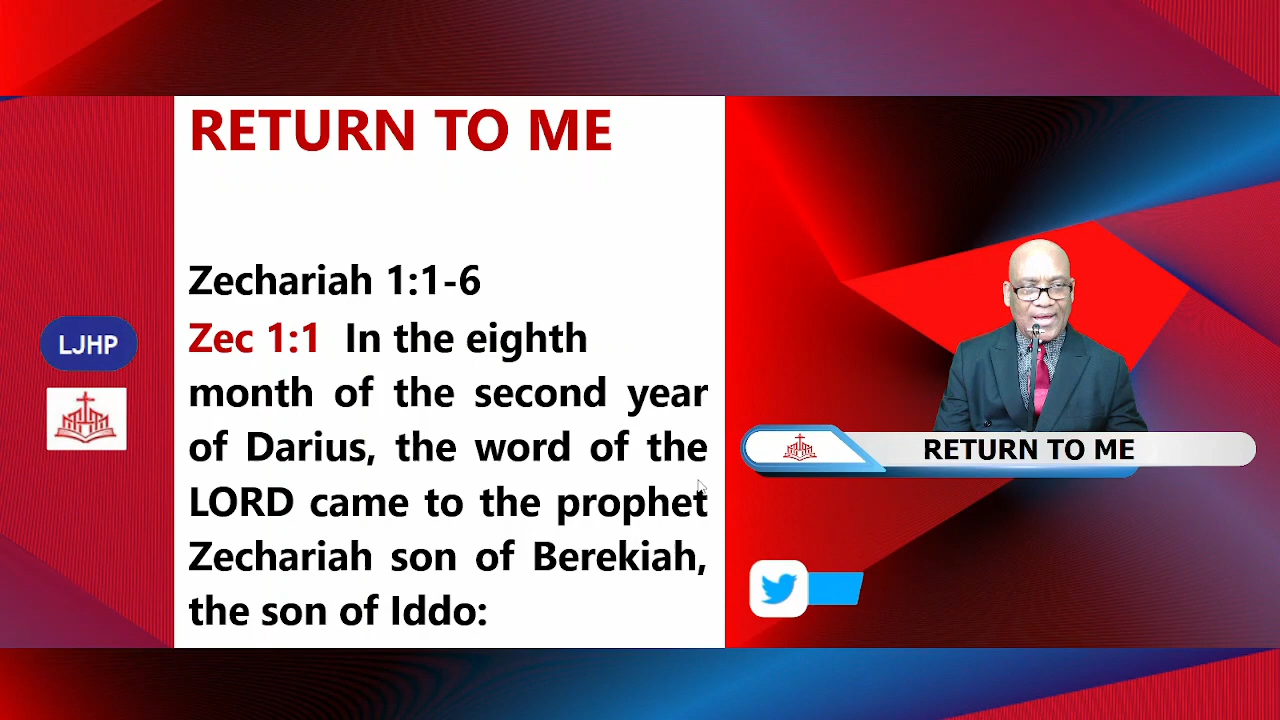 RETURN TO ME
Zechariah 1:1-6
Zec 1:1 In the eighth
month of the second year
of Darius, the word of the
LORD came to the prophet
Zechariah son of Berekiah,
the son of Iddo:
LJHP
RETURN TO ME